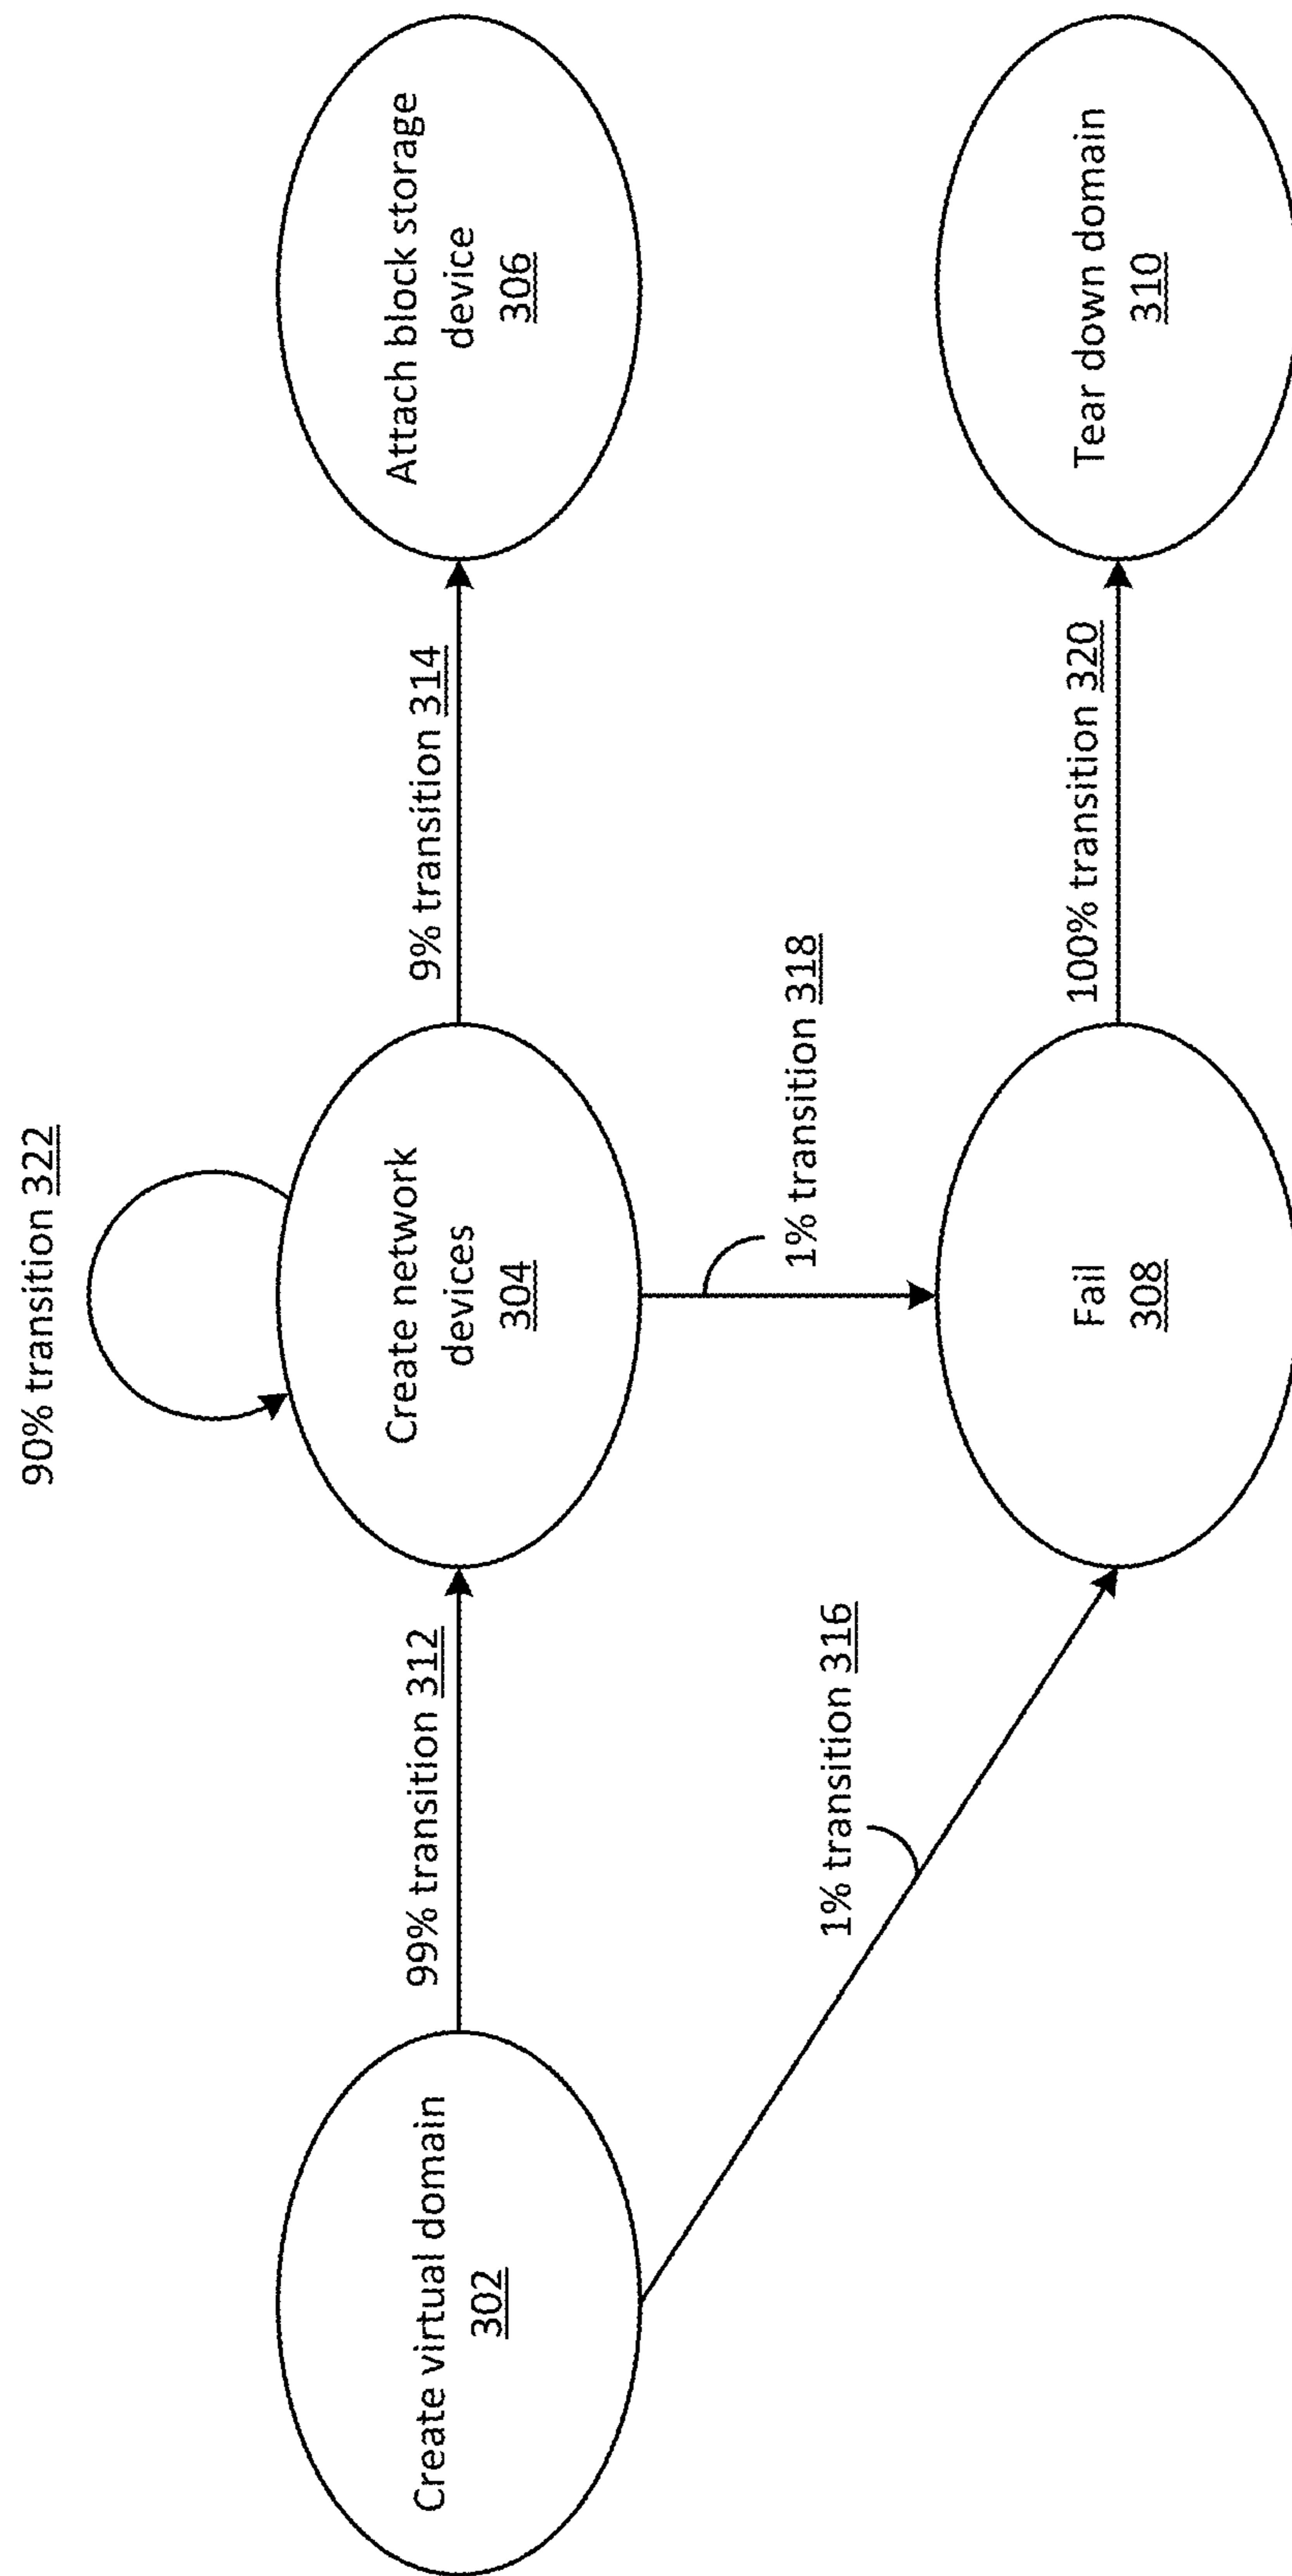 90% transition 322
Create virtual domain
302
99% transition 312
Create network
devices
304
9% transition 314
Attach block storage
device
306
1% transition 316
1% transition 318
Fail
308
100% transition 320
Tear down domain
310